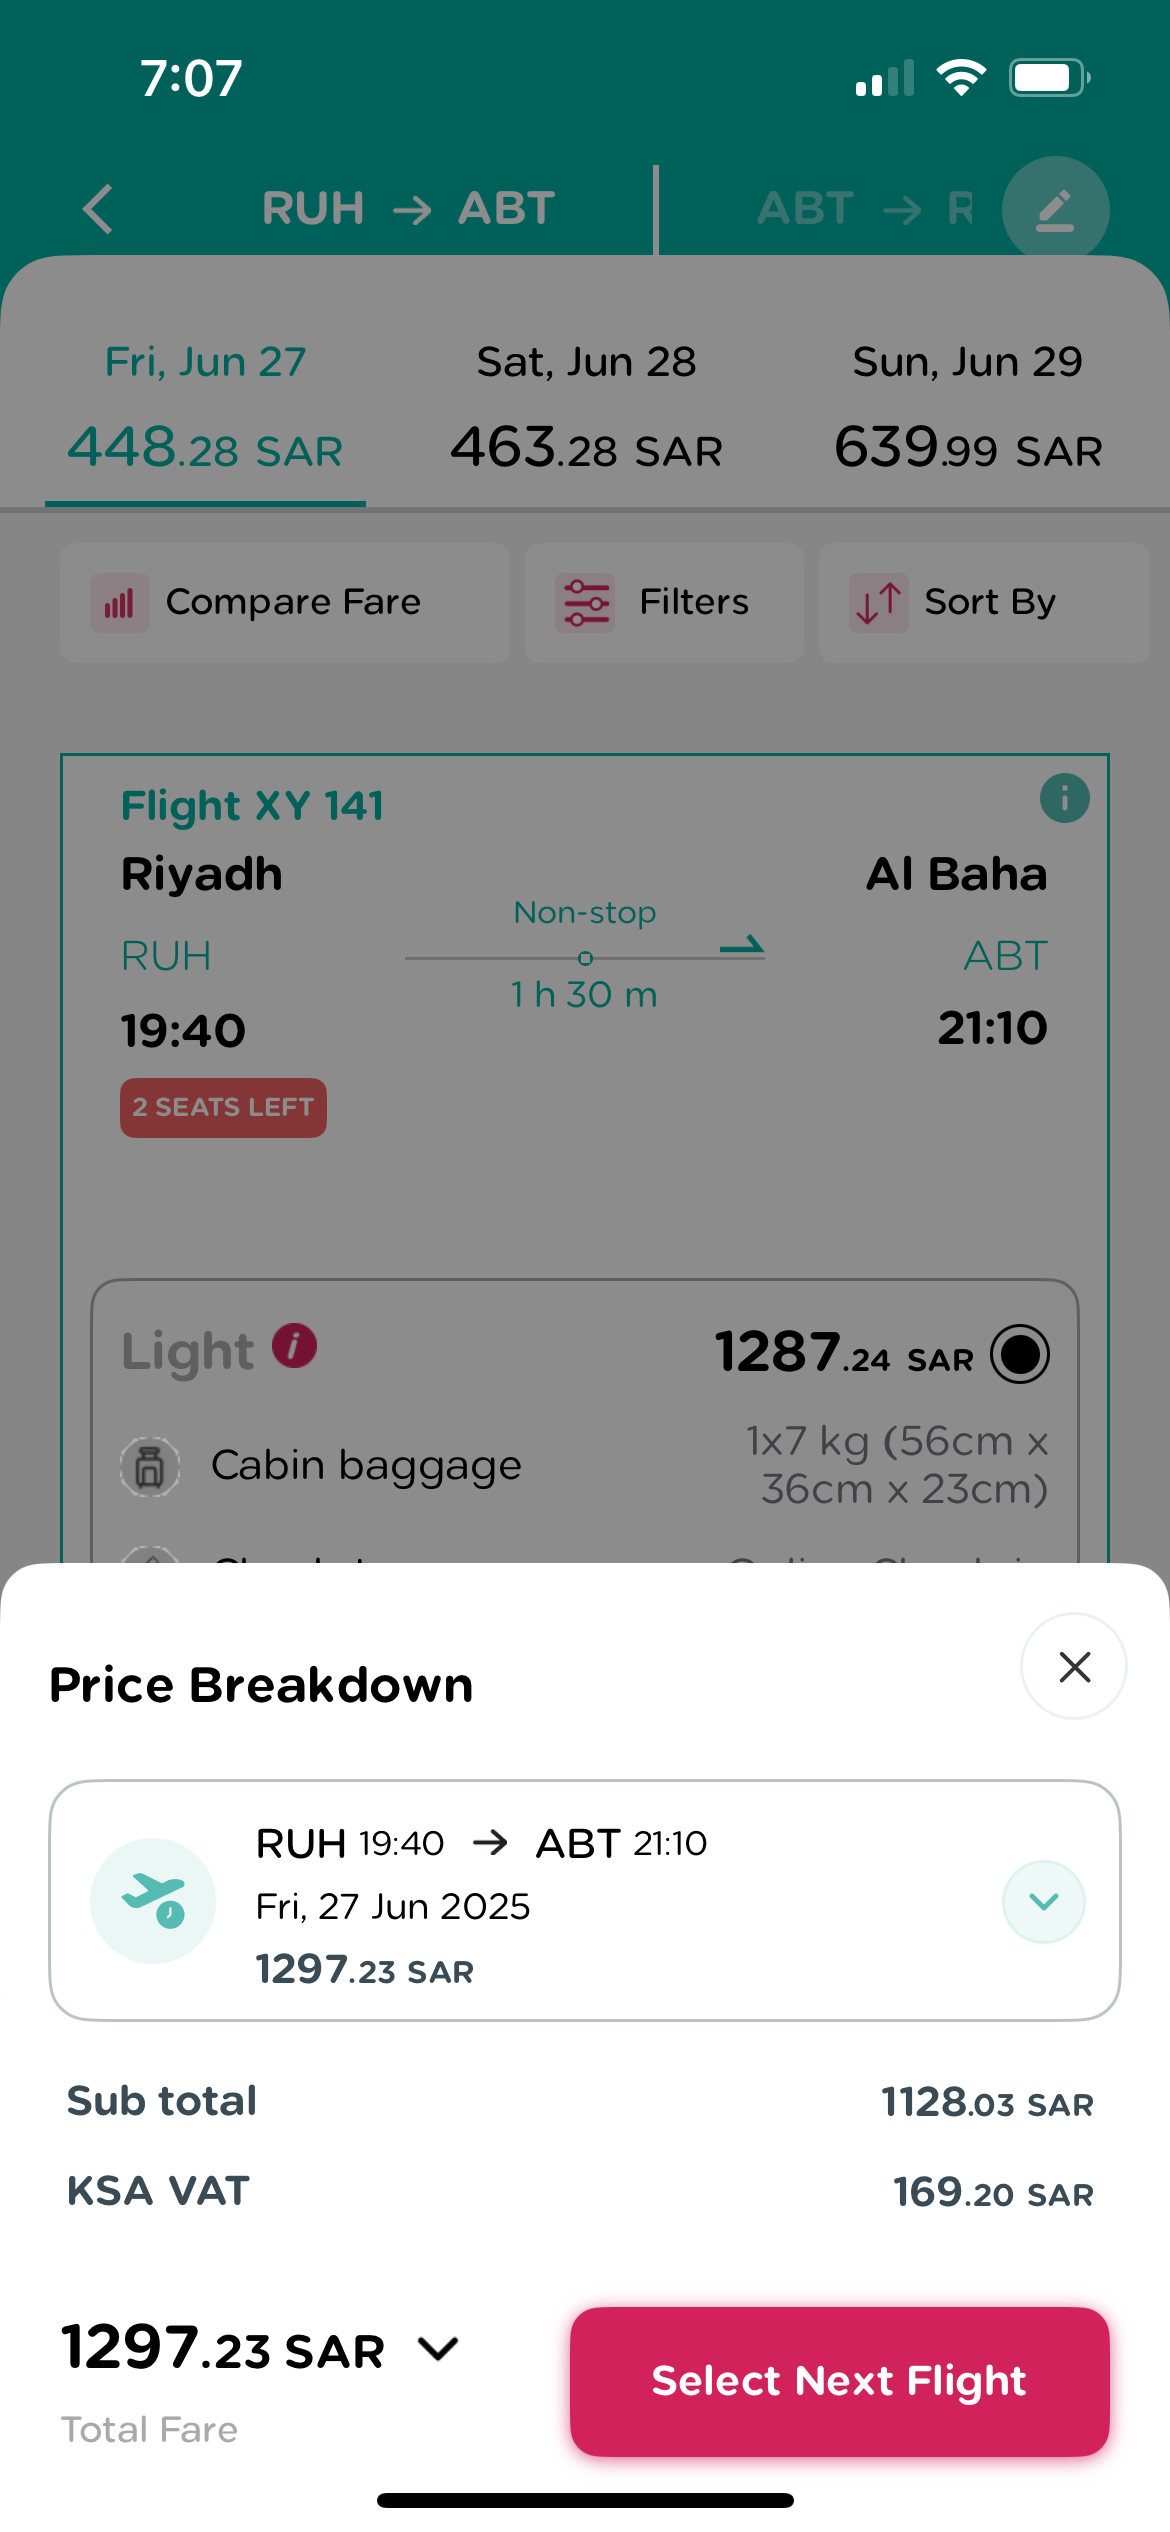 7:07
RUH → ABT
ABT → R
Fri, Jun 27
448.28 SAR
Sat, Jun 28
463.28 SAR
Sun, Jun 29
639.99 SAR
Compare Fare
Filters
Sort By
Flight XY 141
Riyadh
Al Baha
Non-stop
RUH
ABT
1 h 30 m
19:40
21:10
2 SEATS LEFT
Light
1287.24 SAR
Cabin baggage
1x7 kg (56cm x
36cm x 23cm)
Price Breakdown
RUH 19:40 → ABT 21:10
Fri, 27 Jun 2025
1297.23 SAR
Sub total
1128.03 SAR
KSA VAT
169.20 SAR
1297.23 SAR
Total Fare
Select Next Flight